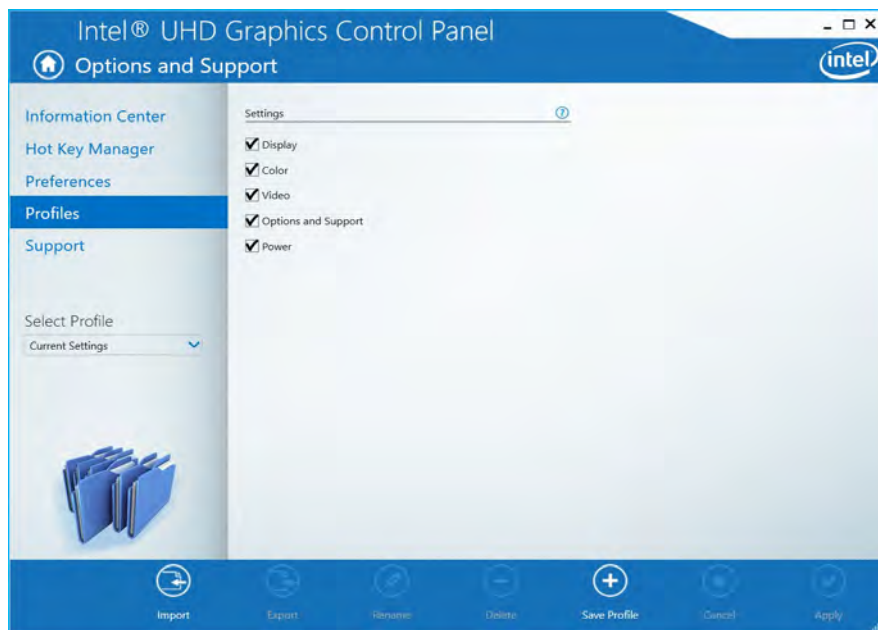 Intel® UHD Graphics Control Panel
Options and Support
intel
Information Center
Hot Key Manager
Preferences
Profiles
Support
Select Profile
Current Settings
Settings
?
Display
Color
Video
Options and Support
Power
Import
Export
Rename
Delete
Save Profile
Cancel
Apply